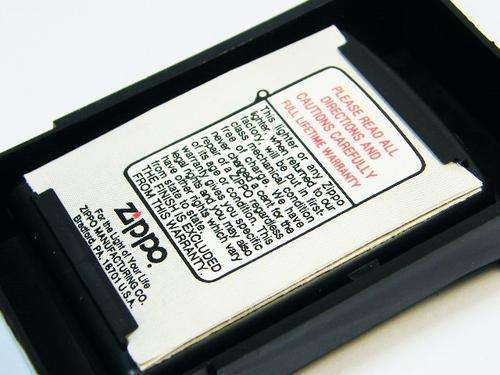 PLEASE READ ALL
DIRECTIONS AND
CAUTIONS CAREFULLY
FULL LIFETIME WARRANTY
This lighter or any Zippo
lighter when returned to our
factory, will be put in first-
class mechanical condition
free of charge. We have
never charged a cent for the
repair of a ZIPPO regardless
of its age or condition. This
warranty gives you specific
legal rights and you may also
have other rights which vary
from state to state.
THE FINISH IS EXCLUDED
FROM THIS WARRANTY.
Zippo
For the Light of Your Life
ZIPPO MANUFACTURING CO.
Bradford, PA. 16701 U.S.A.